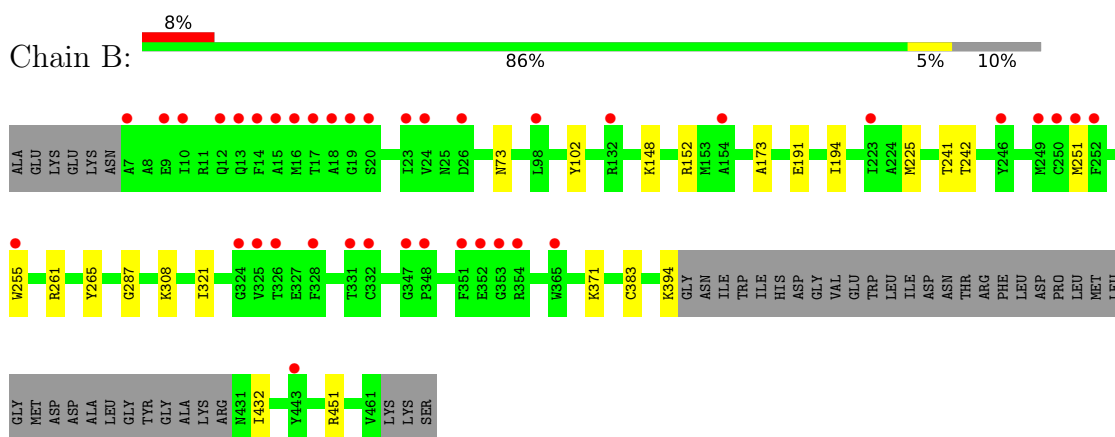 8%
Chain B:
86% 5% 10%
ALA GLU LYS GLU LYS ASN A7 A8 E9 I10 R11 Q12 Q13 F14 A15 M16 T17 A18 G19 S20 I23 V24 N25 D26 N73 L98 Y102 R132 K148 R152 M153 A154 A173 E191 I194 I223 A224 M225 T241 T242 Y246 M249 C250 M251 F252
W255 R261 Y265 G287 K308 I321 G324 V325 T326 E327 F328 T331 C332 G347 P348 F351 E352 G353 R354 W365 K371 C383 K394 GLY ASN ILE TRP ILE HIS ASP GLY VAL GLU TRP LEU ILE ASP ASN THR ARG PHE LEU ASP PRO LEU MET LEU
GLY MET ASP ASP ALA LEU GLY TYR GLY ALA LYS ARG N431 I432 Y443 R451 V461 LYS LYS SER